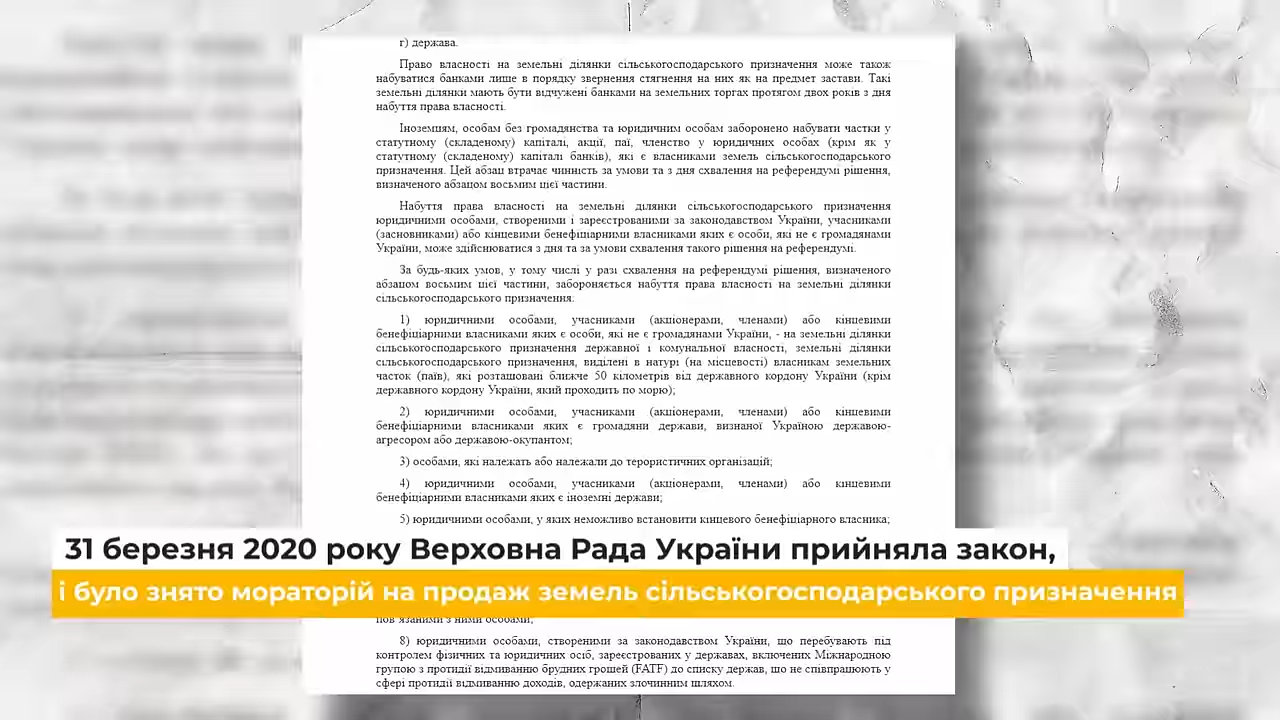 г) держава.
Право власності на земельні ділянки сільськогосподарського призначення може також
набуватися банками лише в порядку звернення стягнення на них як на предмет застави. Такі
земельні ділянки мають бути відчужені банками на земельних торгах протягом двох років з дня
набуття права власності.
Іноземцям, особам без громадянства та юридичним особам заборонено набувати частки у
статутному (складеному) капіталі, акції, паї, членство у юридичних особах (крім як у
статутному (складеному) капіталі банків), які є власниками земель сільськогосподарського
призначення. Цей абзац втрачає чинність за умови та з дня схвалення на референдумі рішення,
визначеного абзацом восьмим цієї частини.
Набуття права власності на земельні ділянки сільськогосподарського призначення
юридичними особами, створеними і зареєстрованими за законодавством України, учасниками
(засновниками) або кінцевими бенефіціарними власниками яких є особи, які не є громадянами
України, може здійснюватися з дня та за умови схвалення такого рішення на референдумі.
За будь-яких умов, у тому числі у разі схвалення на референдумі рішення, визначеного
абзацом восьмим цієї частини, забороняється набуття права власності на земельні ділянки
сільськогосподарського призначення.
1) юридичними особами, учасниками (акціонерами, членами) або кінцевими
бенефіціарними власниками яких є особи, які не є громадянами України, - на земельні ділянки
сільськогосподарського призначення державної і комунальної власності, земельні ділянки
сільськогосподарського призначення, виділені в натурі (на місцевості) власникам земельних
часток (паїв), які розташовані ближче 50 кілометрів від державного кордону України (крім
державного кордону України, який проходить по морю);
2) юридичними особами, учасниками (акціонерами, членами) або кінцевими
бенефіціарними власниками яких є громадяни держави, визнаної Україною державою-
агресором або державою-окупантом;
3) особами, які належать або належали до терористичних організацій;
4) юридичними особами, учасниками (акціонерами, членами) або кінцевими
бенефіціарними власниками яких є іноземні держави;
5) юридичними особами, у яких неможливо встановити кінцевого бенефіціарного власника;
31 березня 2020 року Верховна Рада України прийняла закон,
і було знято мораторій на продаж земель сільськогосподарського призначення
пов'язаними з ними особами;
8) юридичними особами, створеними за законодавством України, що перебувають під
контролем фізичних та юридичних осіб, зареєстрованих у державах, включених Міжнародною
групою з протидії відмиванню брудних грошей (FATF) до списку держав, що не співпрацюють у
сфері протидії відмиванню доходів, одержаних злочинним шляхом.